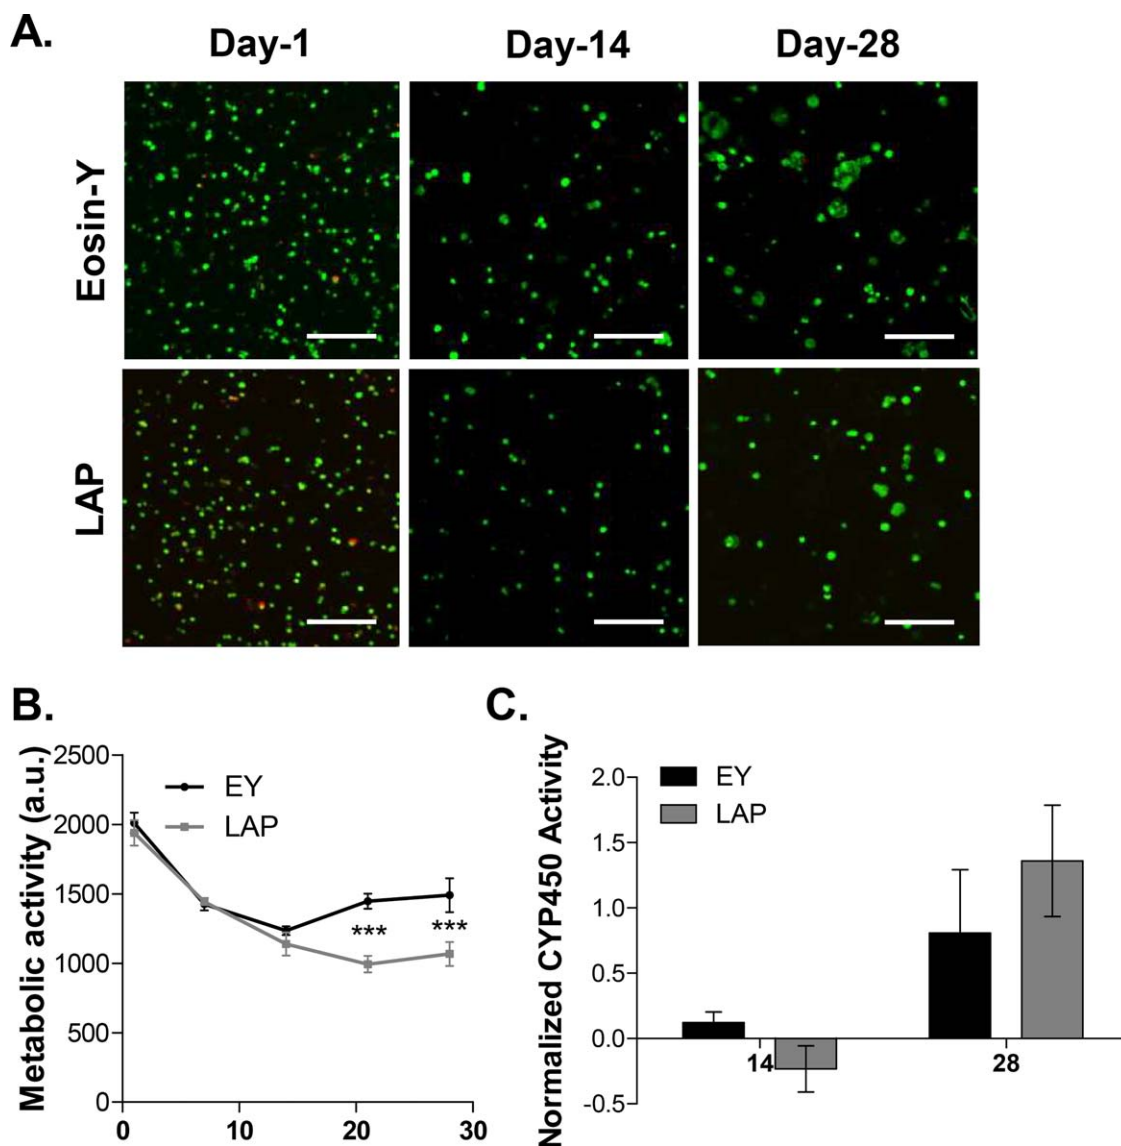 A.
Day-1 Day-14 Day-28
Eosin-Y
LAP
B.
Metabolic activity (a.u.)
2500
2000
1500
1000
500
0
EY
LAP
*** ***
0 10 20 30
C.
Normalized CYP450 Activity
2.0
1.5
1.0
0.5
0.0
-0.5
EY
LAP
14 28